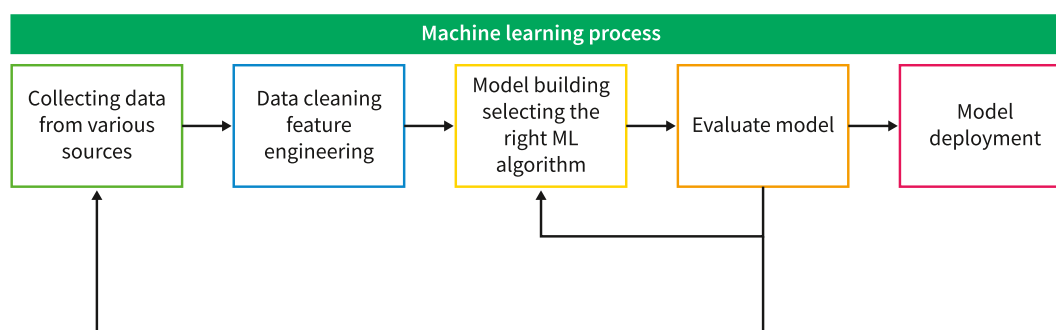 Machine learning process
Collecting data
from various
sources
Data cleaning
feature
engineering
Model building
selecting the
right ML
algorithm
Evaluate model
Model
deployment